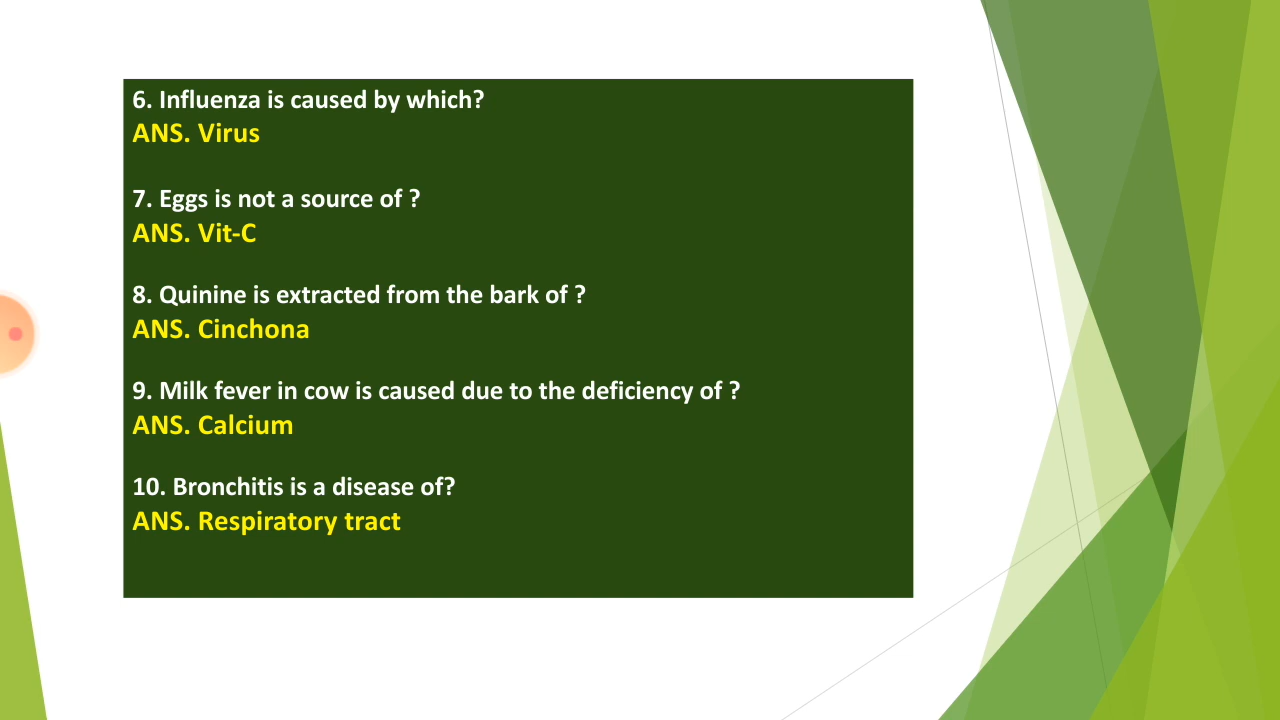 6. Influenza is caused by which?
ANS. Virus
7. Eggs is not a source of ?
ANS. Vit-C
8. Quinine is extracted from the bark of ?
ANS. Cinchona
9. Milk fever in cow is caused due to the deficiency of ?
ANS. Calcium
10. Bronchitis is a disease of?
ANS. Respiratory tract